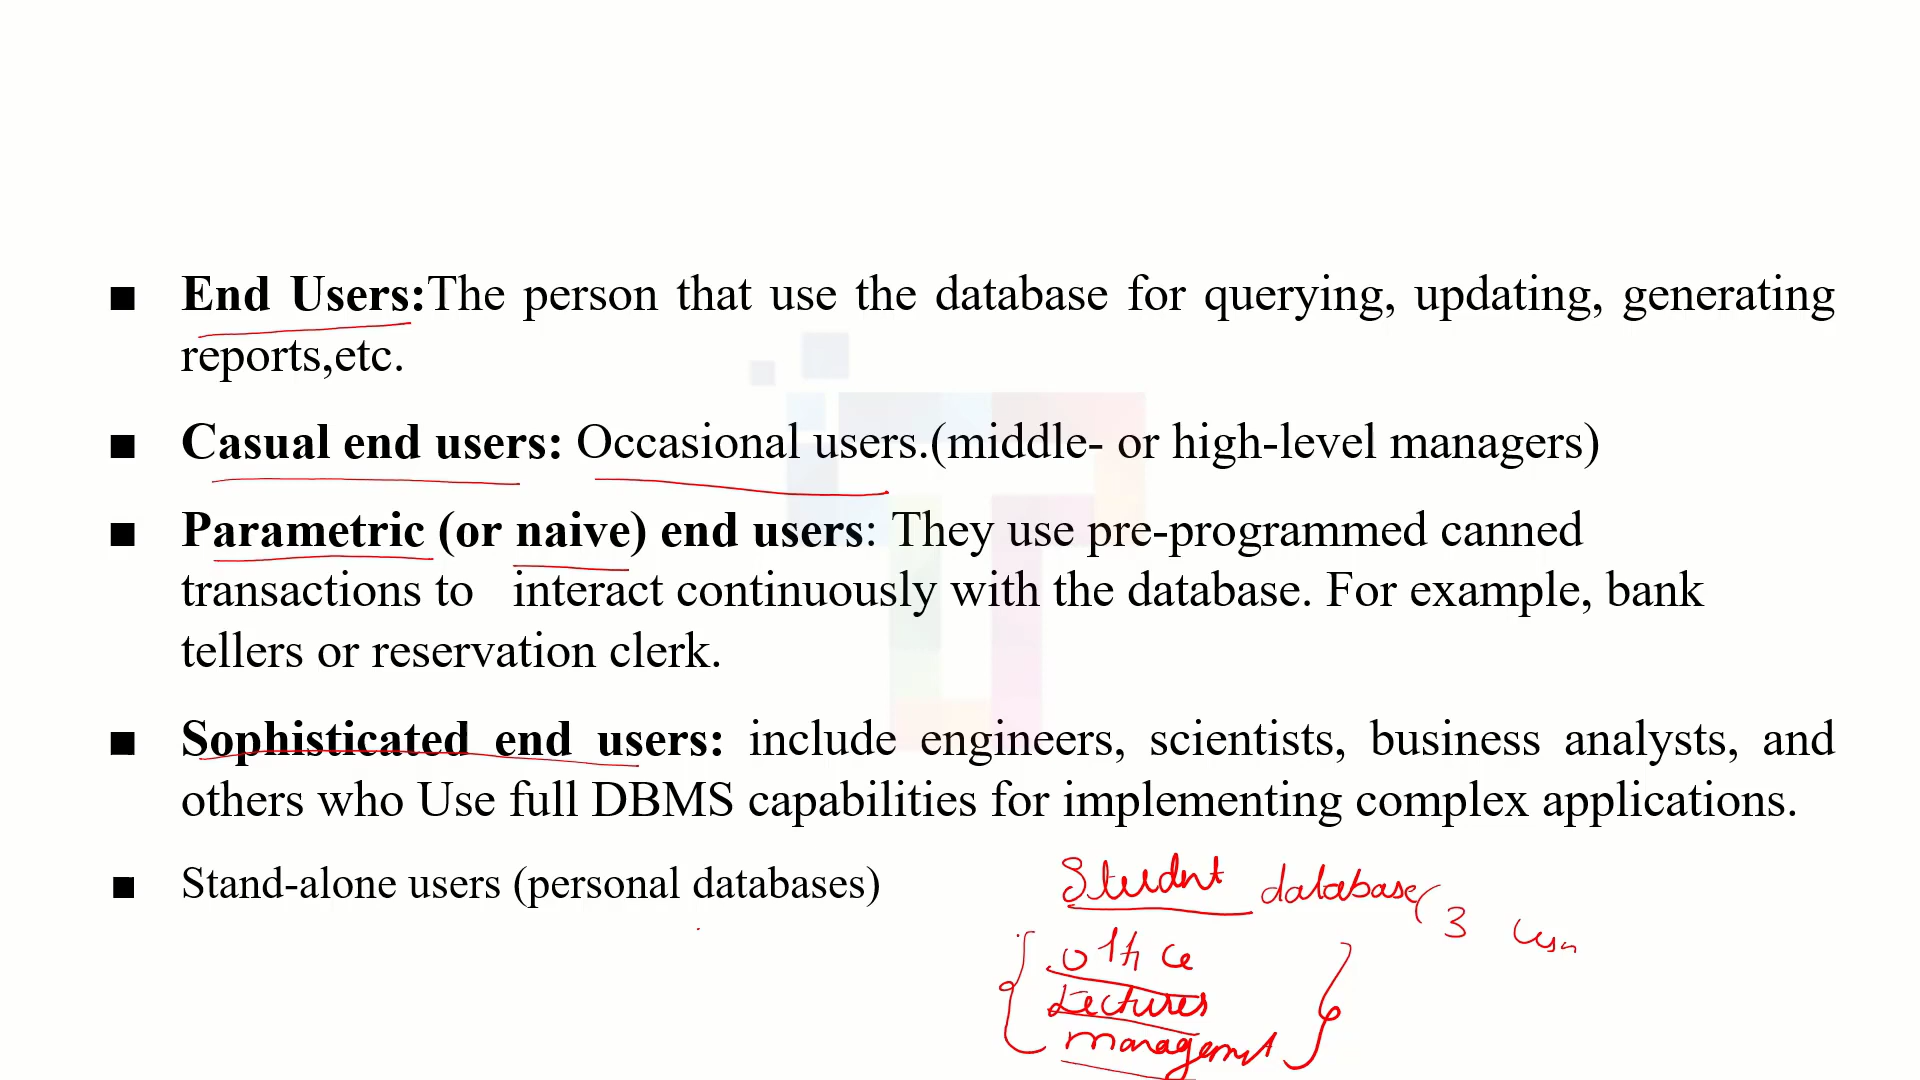 ■ End Users:The person that use the database for querying, updating, generating
reports,etc.
■ Casual end users: Occasional users.(middle- or high-level managers)
■ Parametric (or naive) end users: They use pre-programmed canned
transactions to interact continuously with the database. For example, bank
tellers or reservation clerk.
■ Sophisticated end users: include engineers, scientists, business analysts, and
others who Use full DBMS capabilities for implementing complex applications.
■ Stand-alone users (personal databases)
Student database( 3
Lectures
management